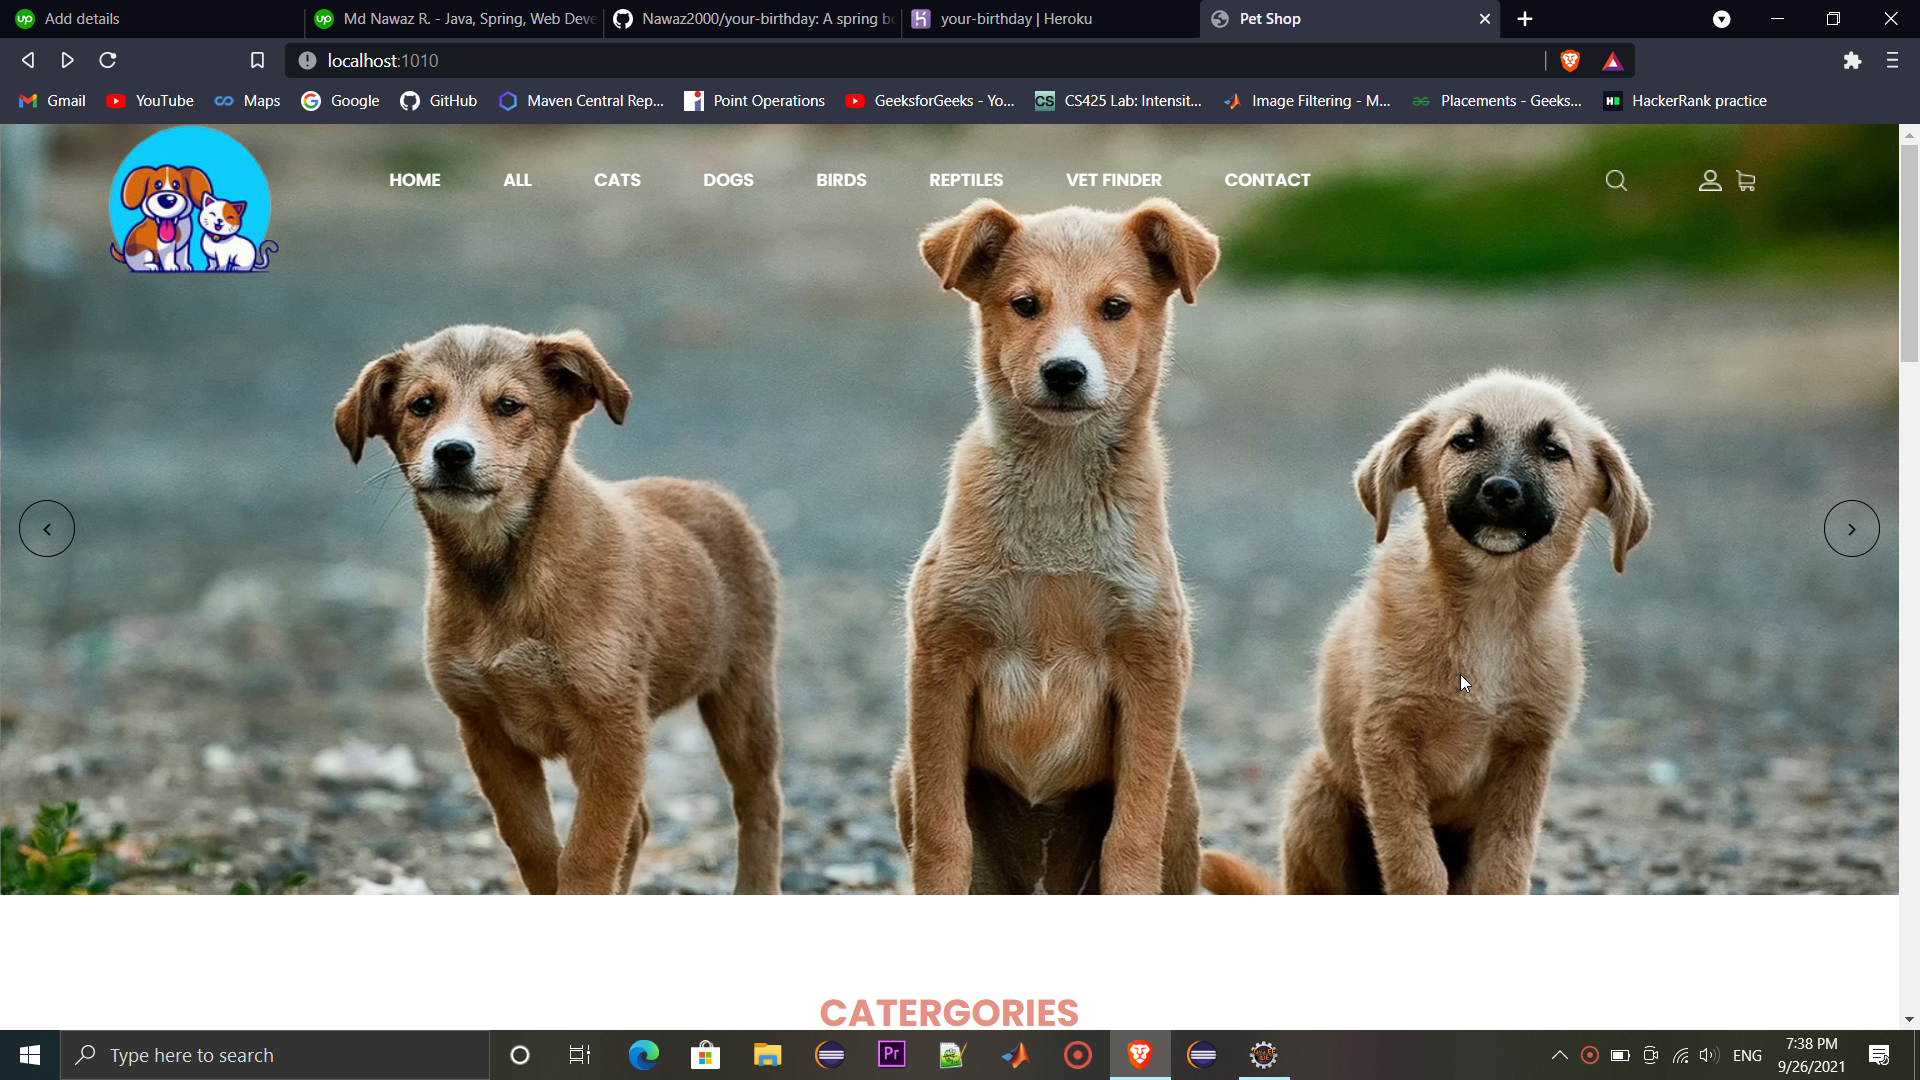 Add details
Md Nawaz R. - Java, Spring, Web Deve
Nawaz2000/your-birthday: A spring bo
your-birthday | Heroku
Pet Shop
localhost:1010
Gmail
YouTube
Maps
Google
GitHub
Maven Central Rep...
Point Operations
GeeksforGeeks - Yo...
CS425 Lab: Intensit...
Image Filtering - M...
Placements - Geeks...
HackerRank practice
HOME
ALL
CATS
DOGS
BIRDS
REPTILES
VET FINDER
CONTACT
CATERGORIES
Type here to search
Pr
ENG
7:38 PM
9/26/2021